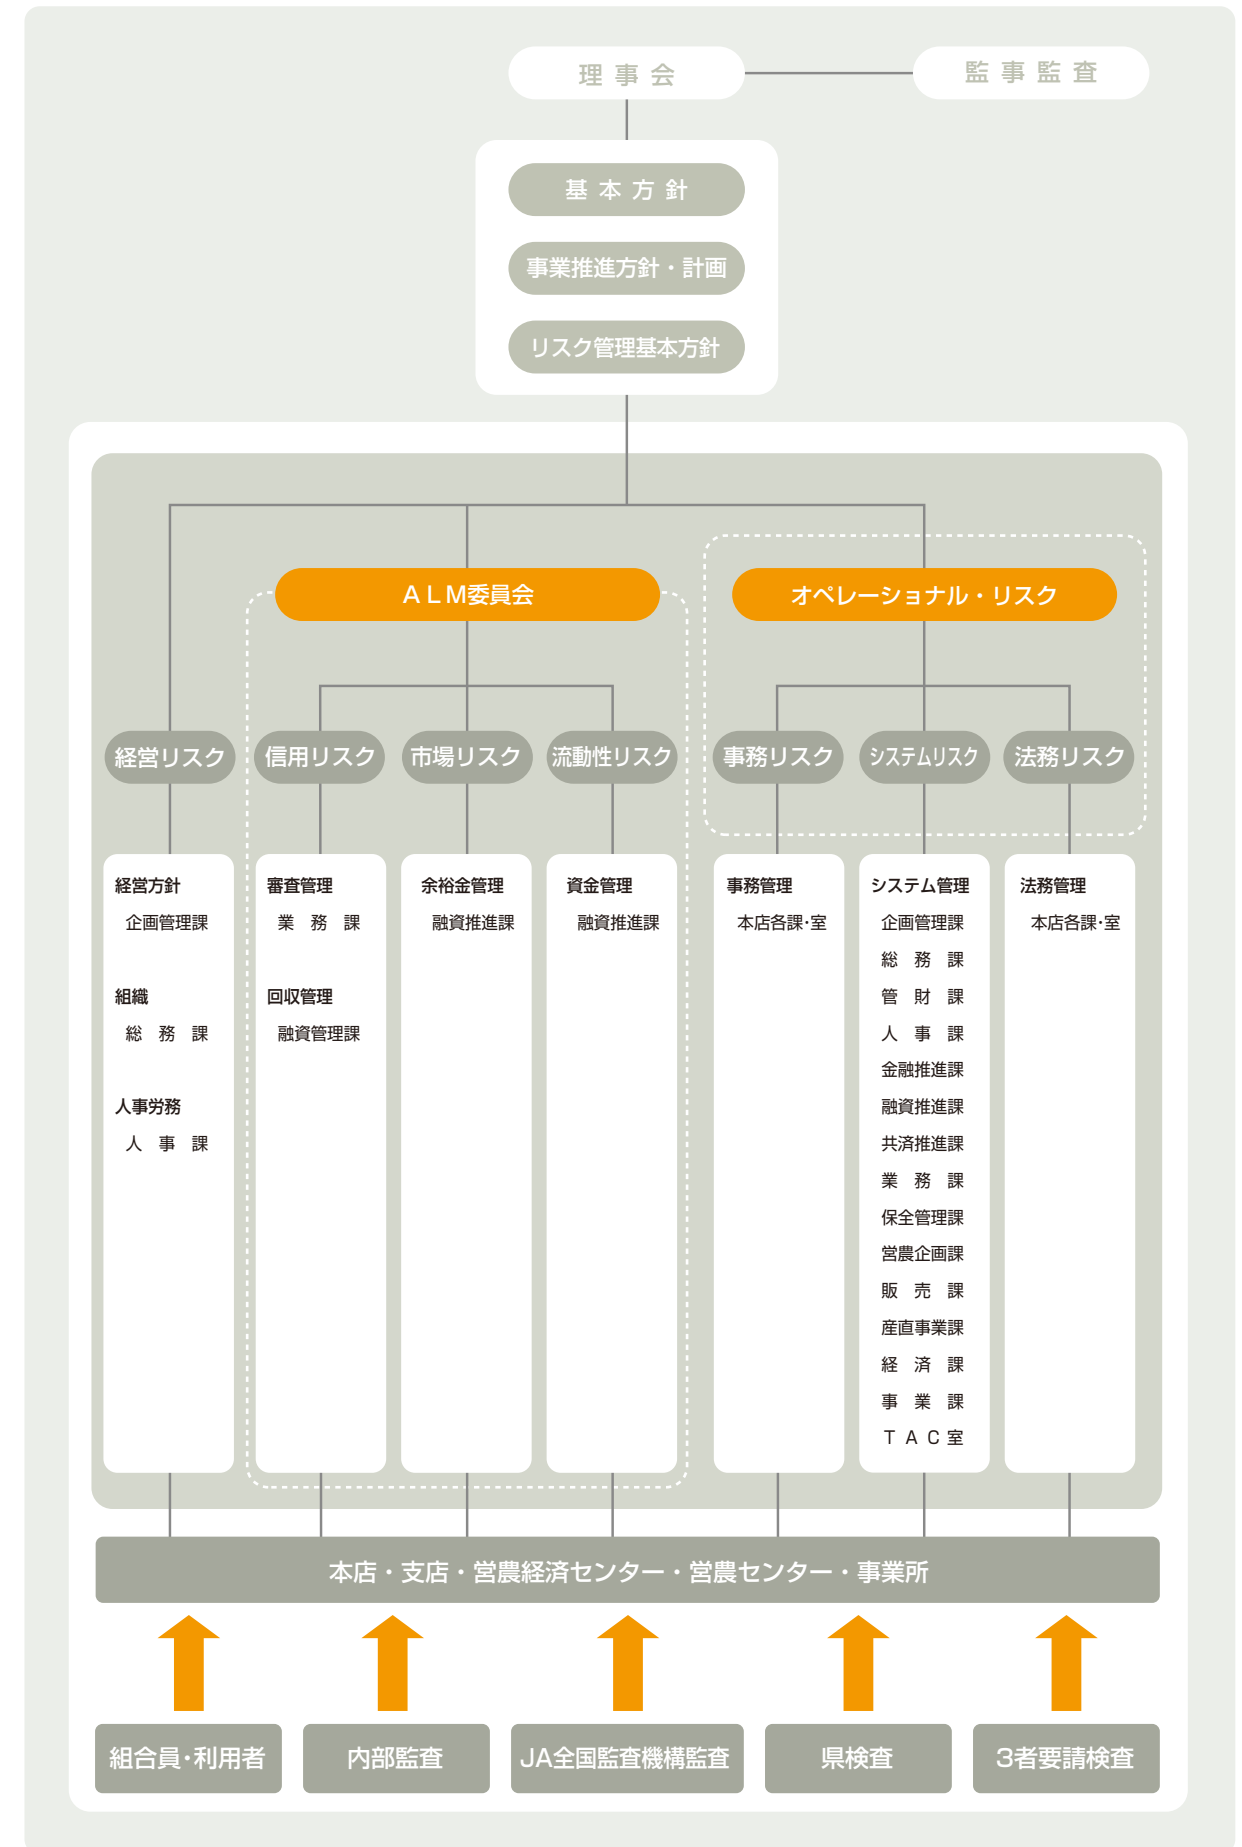 理事会
監事監査
基本方針
事業推進方針・計画
リスク管理基本方針
ALM委員会
オペレーショナル・リスク
経営リスク
信用リスク
市場リスク
流動性リスク
事務リスク
システムリスク
法務リスク
経営方針
企画管理課
組織
総務課
人事労務
人事課
審査管理
業務課
回収管理
融資管理課
余裕金管理
融資推進課
資金管理
融資推進課
事務管理
本店各課・室
システム管理
企画管理課
総務課
管財課
人事課
金融推進課
融資推進課
共済推進課
業務課
保全管理課
営農企画課
販売課
産直事業課
経済課
事業課
TAC室
法務管理
本店各課・室
本店・支店・営農経済センター・営農センター・事業所
組合員・利用者
内部監査
JA全国監査機構監査
県検査
3者要請検査